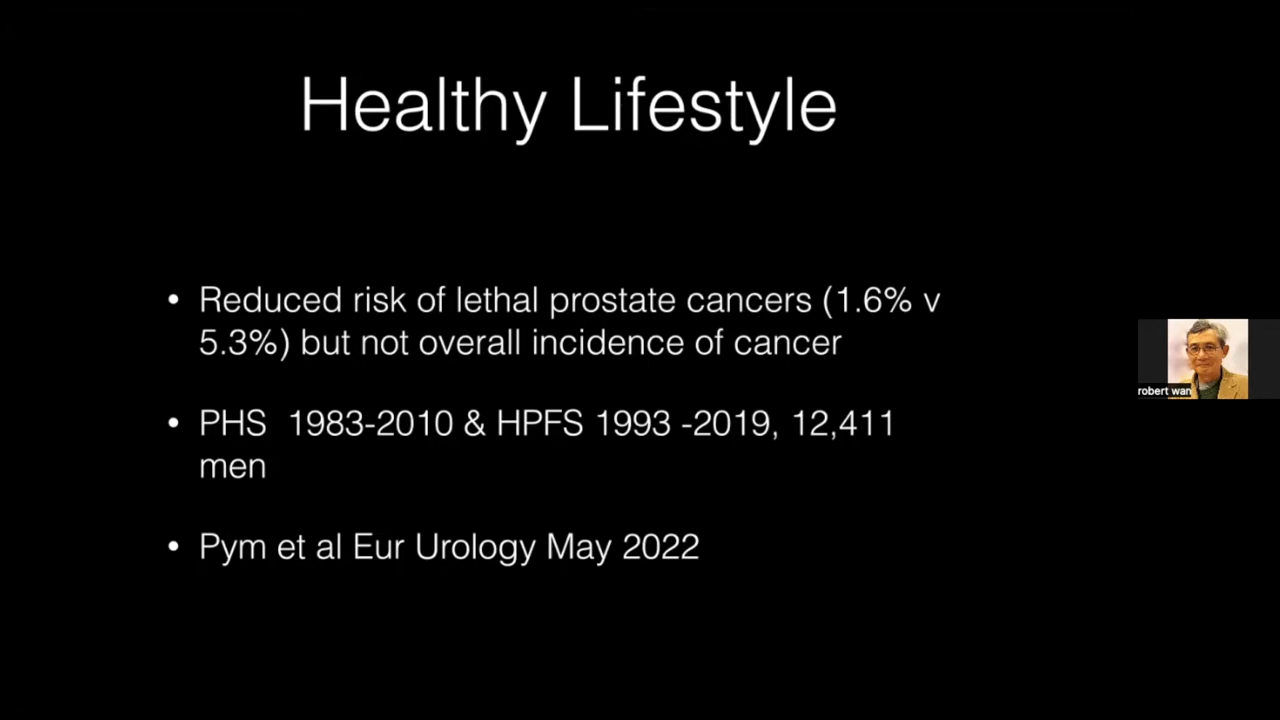 Healthy Lifestyle
• Reduced risk of lethal prostate cancers (1.6% v
5.3%) but not overall incidence of cancer
• PHS 1983-2010 & HPFS 1993 -2019, 12,411
men
• Pym et al Eur Urology May 2022
robert wan